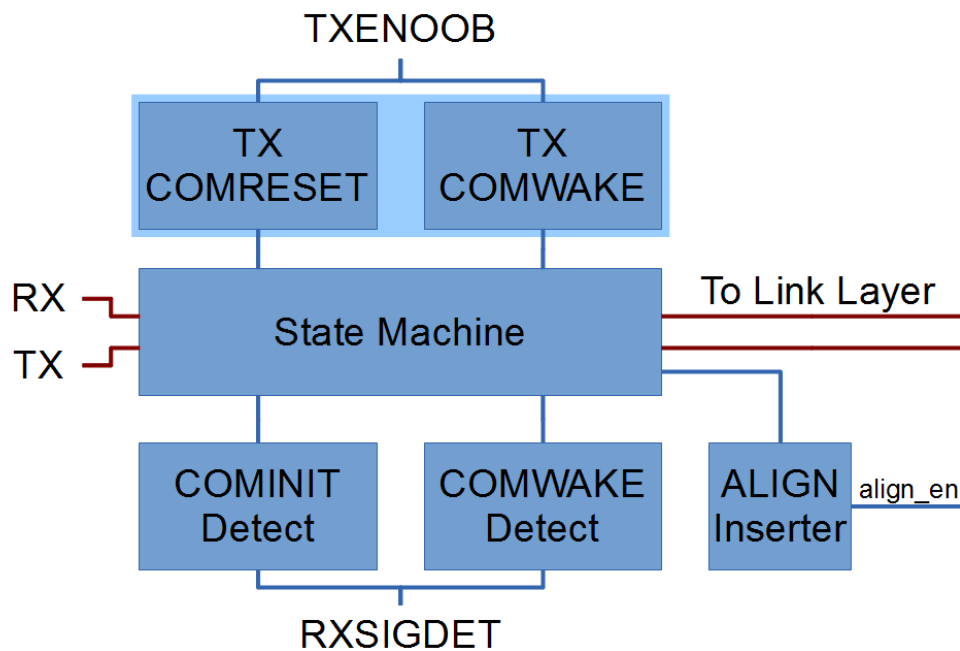 TXENOOB
TX
COMRESET
TX
COMWAKE
RX
TX
State Machine
To Link Layer
COMINIT
Detect
COMWAKE
Detect
ALIGN
Inserter
align_en
RXSIGDET